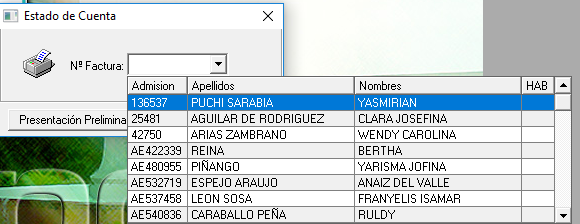 Estado de Cuenta
Nº Factura:
Admision Apellidos Nombres HAB
136537 PUCHI SARABIA YASMIRIAN
25481 AGUILAR DE RODRIGUEZ CLARA JOSEFINA
42750 ARIAS ZAMBRANO WENDY CAROLINA
AE422339 REINA BERTHA
AE480955 PIÑANGO YARISMA JOFINA
AE532719 ESPEJO ARAUJO ANAIZ DEL VALLE
AE537458 LEON SOSA FRANYELIS ISAMAR
AE540836 CARABALLO PEÑA RULDY
Presentación Prelimina